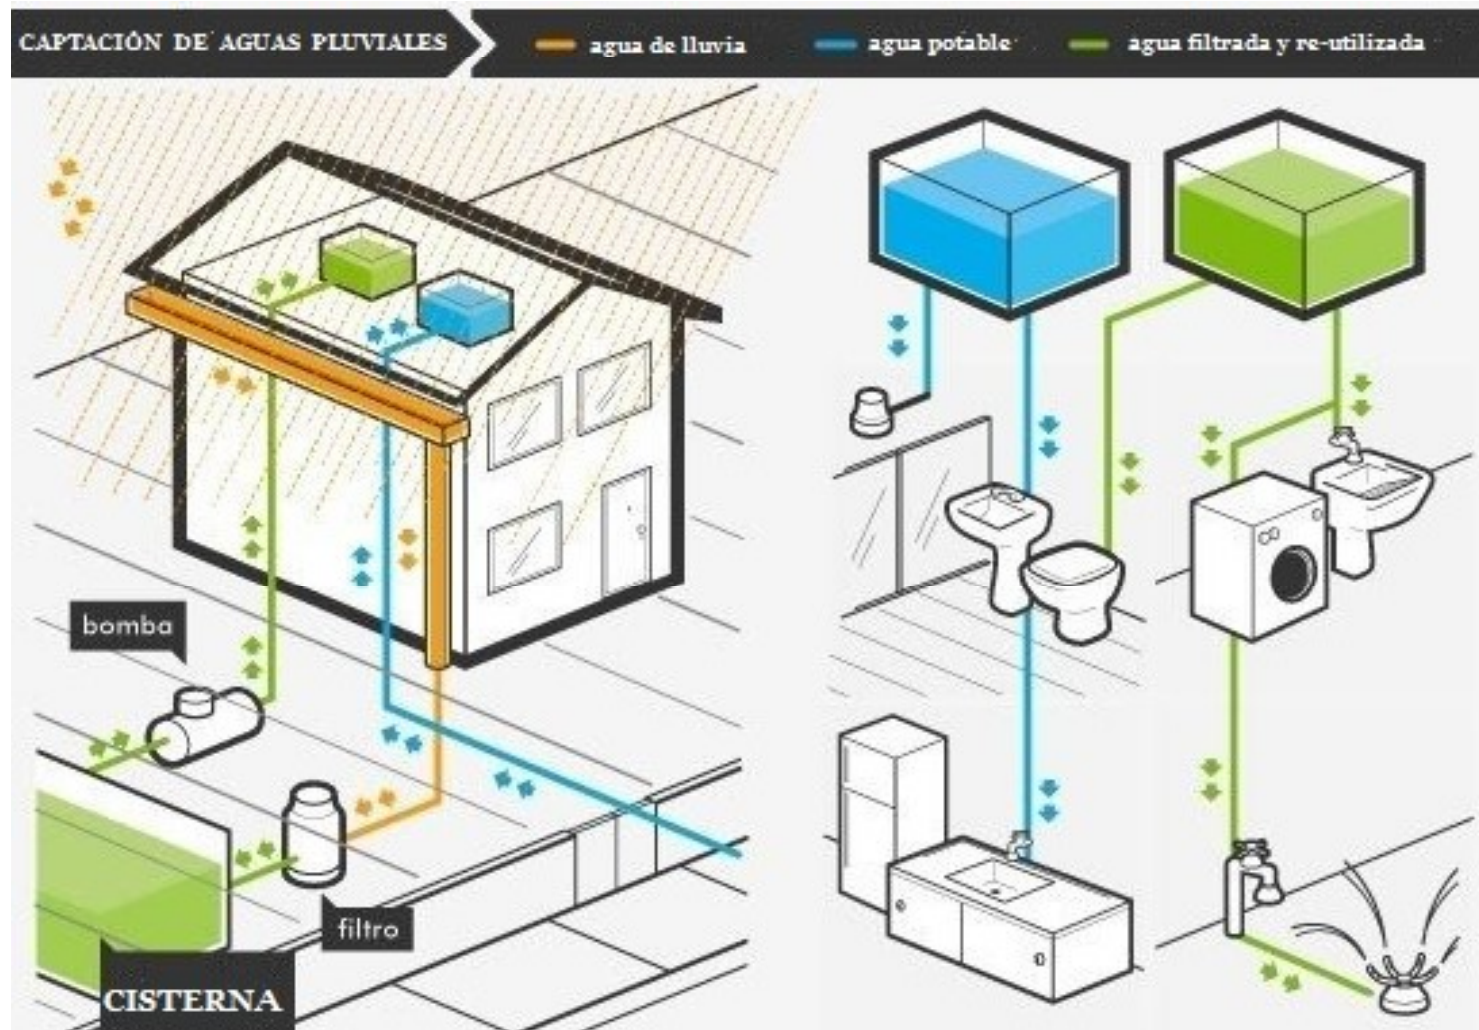 CAPTACIÓN DE AGUAS PLUVIALES
agua de lluvia
agua potable
agua filtrada y re-utilizada
bomba
filtro
CISTERNA